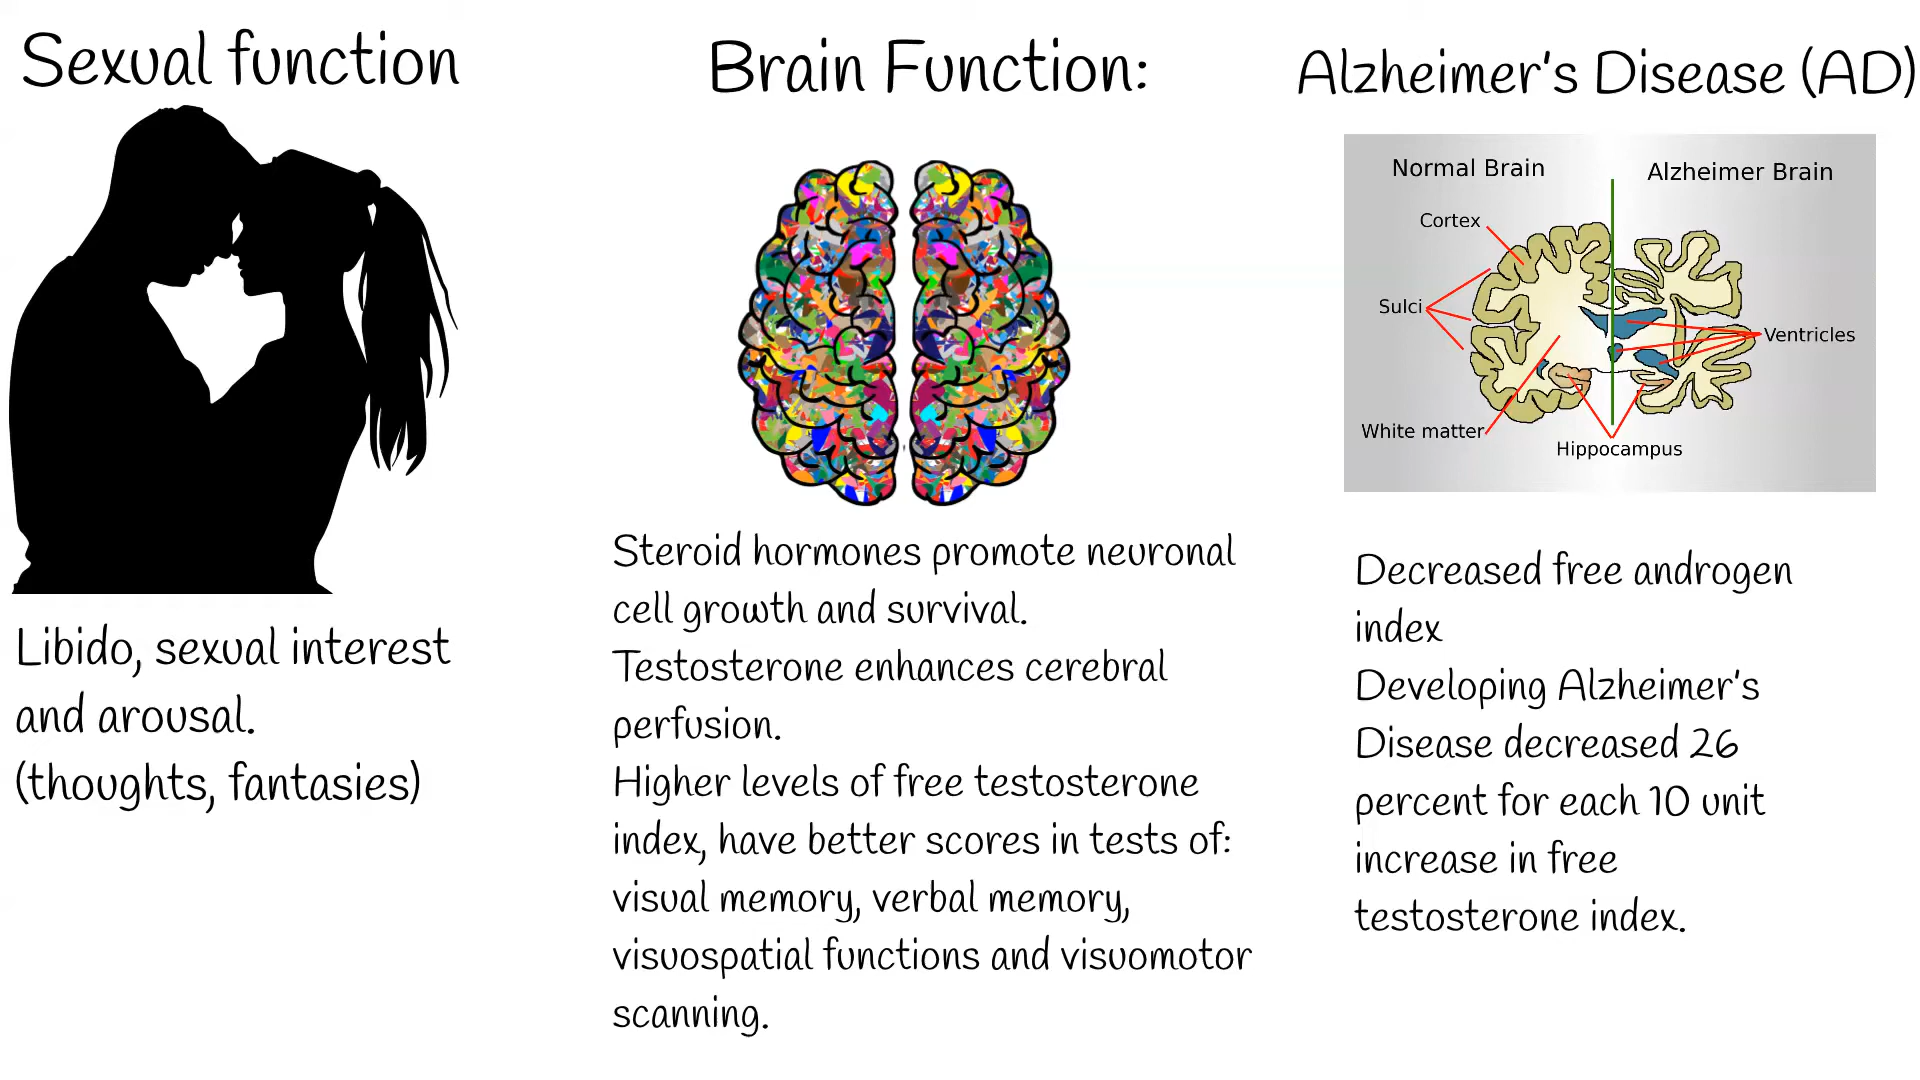 Sexual function
Libido, sexual interest
and arousal.
(thoughts, fantasies)
Brain Function:
Steroid hormones promote neuronal
cell growth and survival.
Testosterone enhances cerebral
perfusion.
Higher levels of free testosterone
index, have better scores in tests of:
visual memory, verbal memory,
visuospatial functions and visuomotor
scanning.
Alzheimer's Disease (AD)
Normal Brain
Alzheimer Brain
Cortex
Sulci
Ventricles
White matter
Hippocampus
Decreased free androgen
index
Developing Alzheimer's
Disease decreased 26
percent for each 10 unit
increase in free
testosterone index.